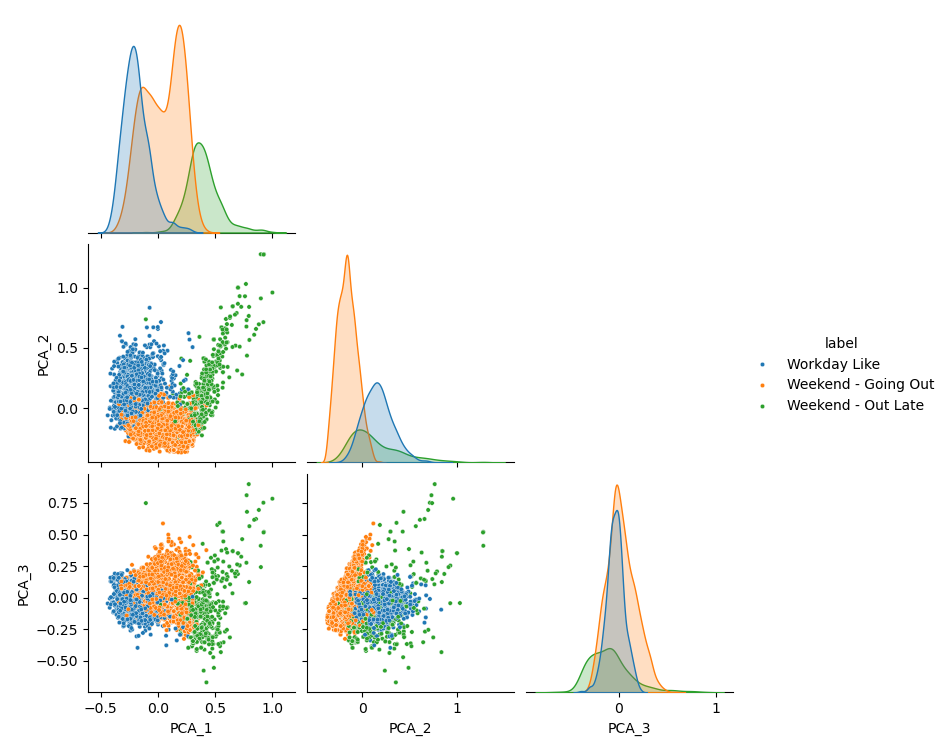 1.0
0.5
0.0
PCA_2
label
Workday Like
Weekend - Going Out
Weekend - Out Late
0.75
0.50
0.25
0.00
−0.25
−0.50
PCA_3
−0.5 0.0 0.5 1.0
PCA_1
0 1
PCA_2
0 1
PCA_3